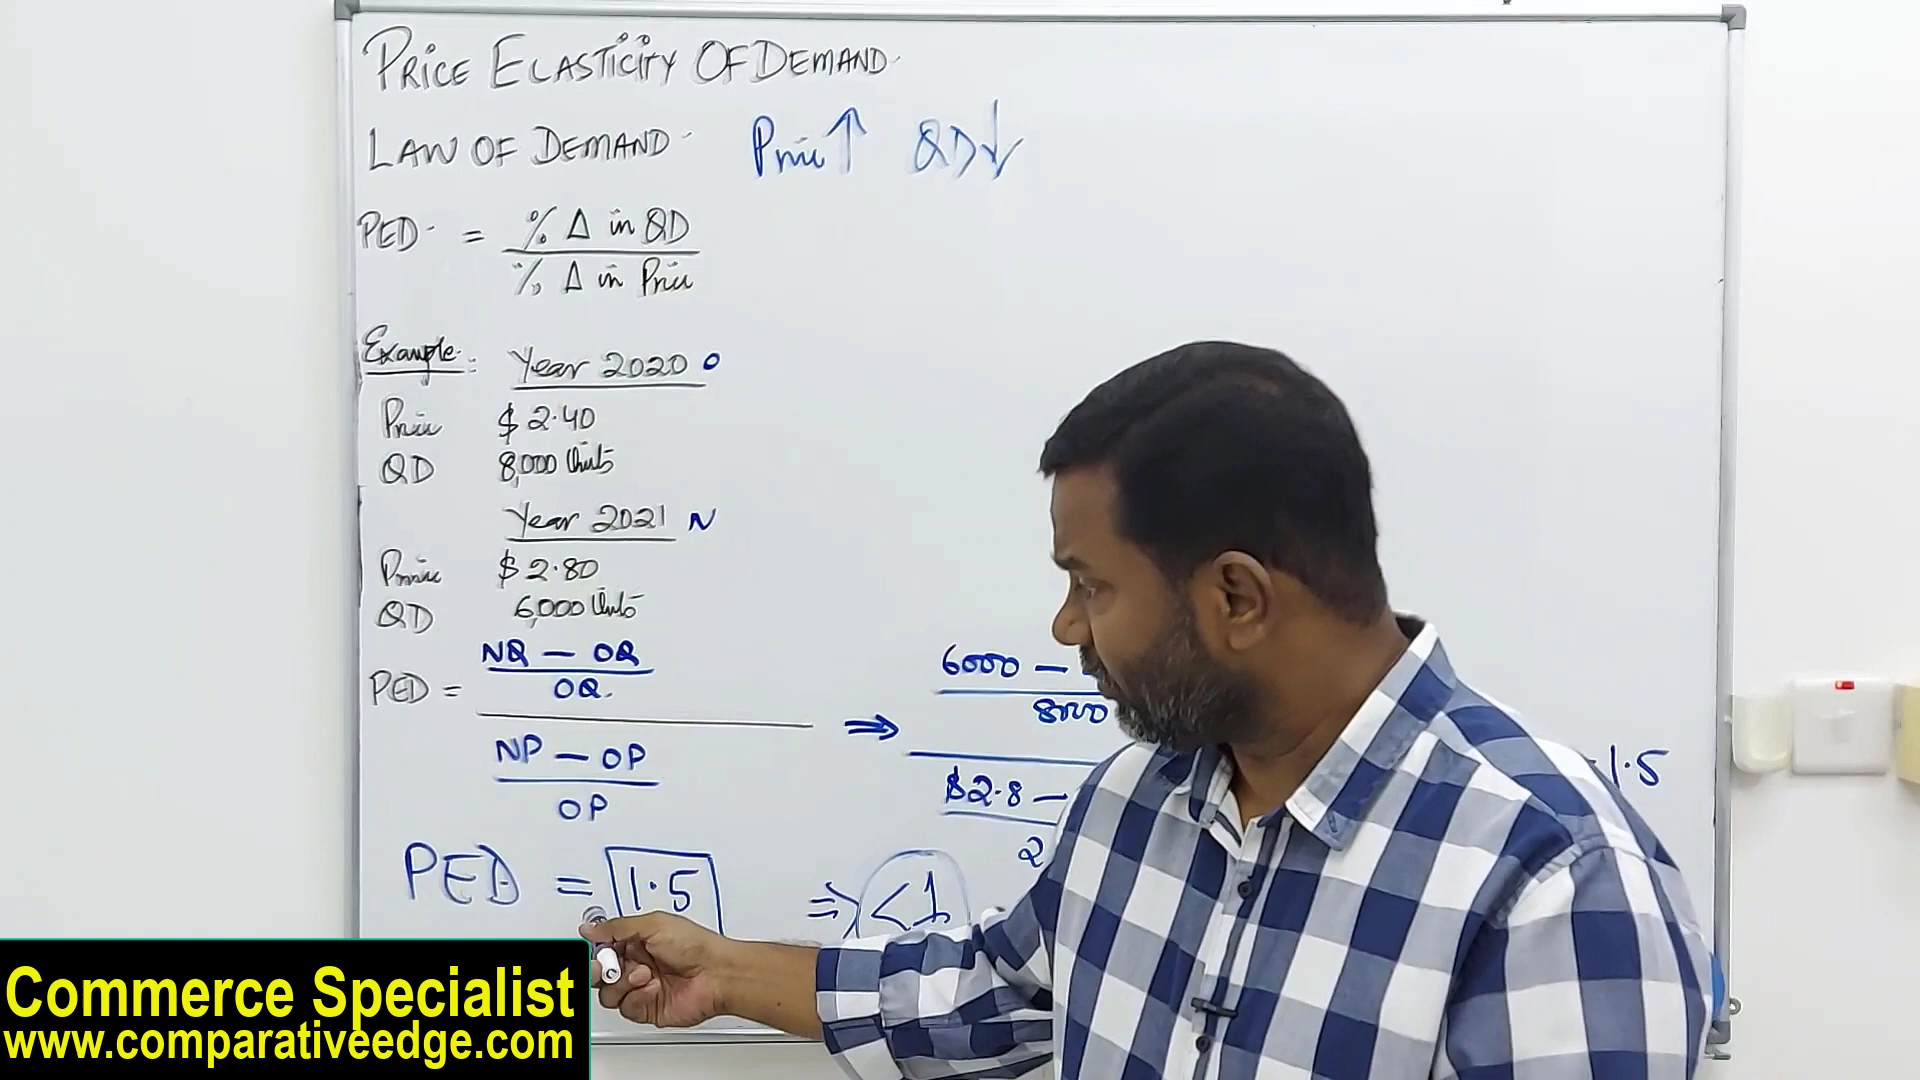 PRICE ELASTICITY OF DEMAND.
LAW OF DEMAND. Price↑ QD↓
PED. = % Δ in QD
% Δ in Price
Example:
Year 2020 O
Price $ 2.40
QD 8,000 Units
Year 2021 N
Price $ 2.80
QD 6,000 Units
PED = NQ — OQ
OQ.
NP — OP
OP
⇒ 6000 —
8000
$2.8 —
2
1.5
PED = 1.5 ⇒ <1
Commerce Specialist
www.comparativeedge.com